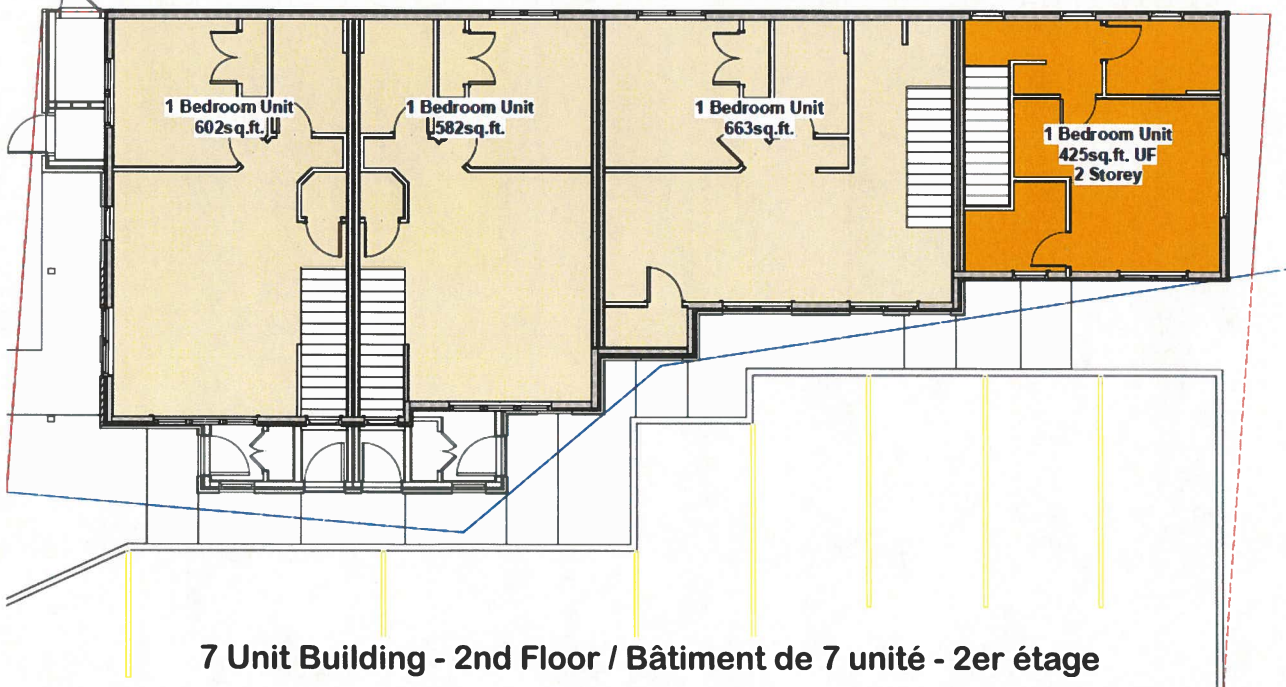 1 Bedroom Unit
602sq.ft.
1 Bedroom Unit
582sq.ft.
1 Bedroom Unit
663sq.ft.
1 Bedroom Unit
425sq.ft. UF
2 Storey
7 Unit Building - 2nd Floor / Bâtiment de 7 unité - 2er étage